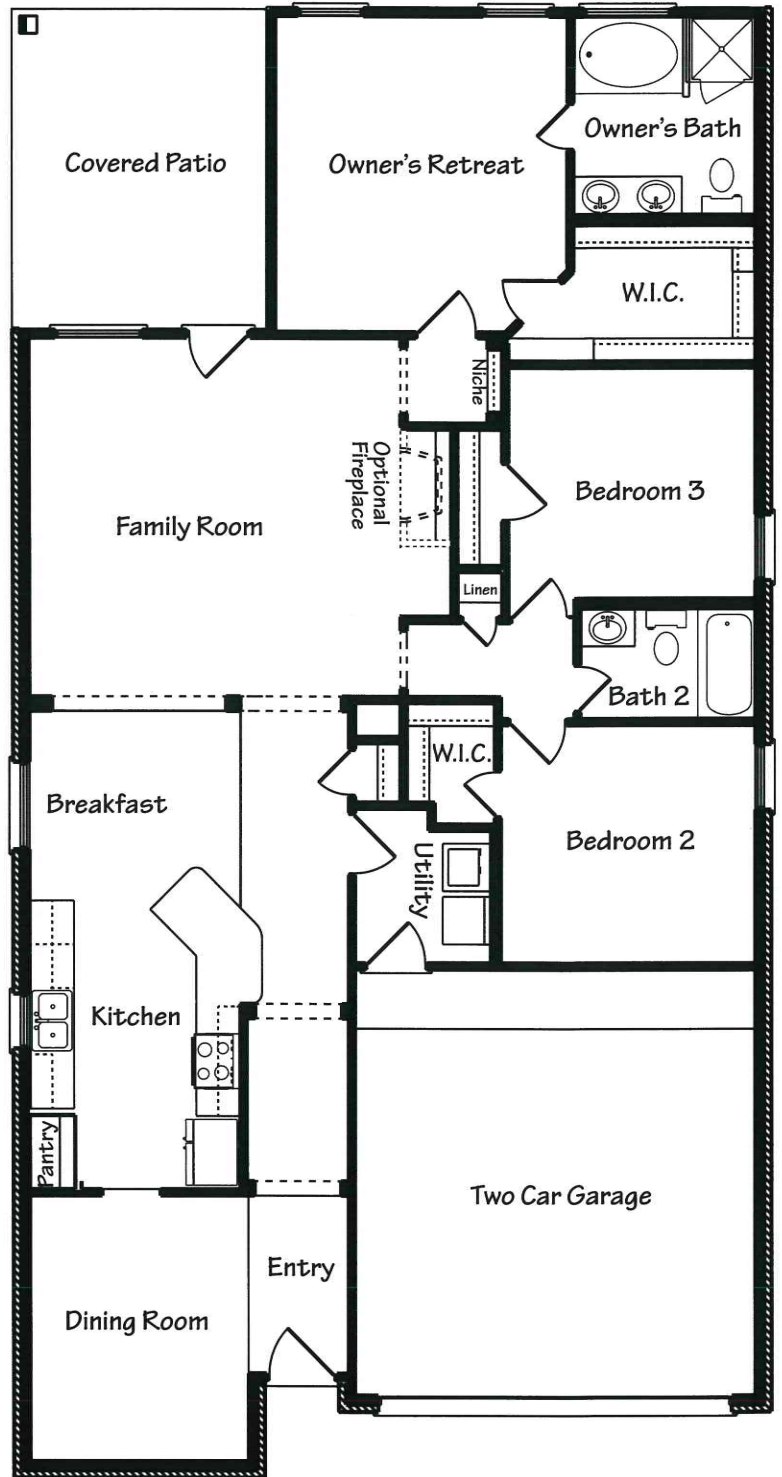 Covered Patio
Owner's Retreat
Owner's Bath
W.I.C.
Niche
Optional
Fireplace
Family Room
Bedroom 3
Linen
Bath 2
W.I.C.
Breakfast
Bedroom 2
Utility
Kitchen
Pantry
Two Car Garage
Entry
Dining Room